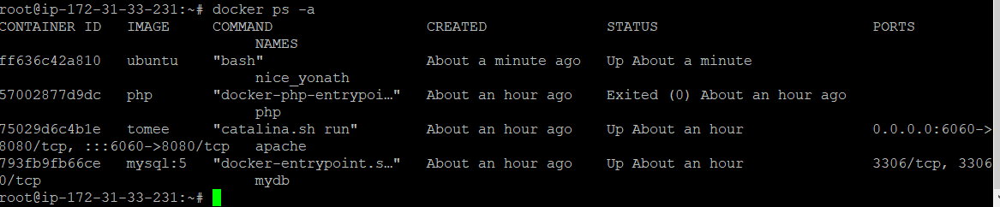 root@ip-172-31-33-231:~# docker ps -a
CONTAINER ID   IMAGE     COMMAND                  CREATED              STATUS                         PORTS
                              NAMES
ff636c42a810   ubuntu    "bash"                   About a minute ago   Up About a minute
                              nice_yonath
57002877d9dc   php       "docker-php-entrypoi…"   About an hour ago    Exited (0) About an hour ago
                              php
75029d6c4b1e   tomee     "catalina.sh run"        About an hour ago    Up About an hour               0.0.0.0:6060->
8080/tcp, :::6060->8080/tcp   apache
793fb9fb66ce   mysql:5   "docker-entrypoint.s…"   About an hour ago    Up About an hour               3306/tcp, 3306
0/tcp                         mydb
root@ip-172-31-33-231:~#